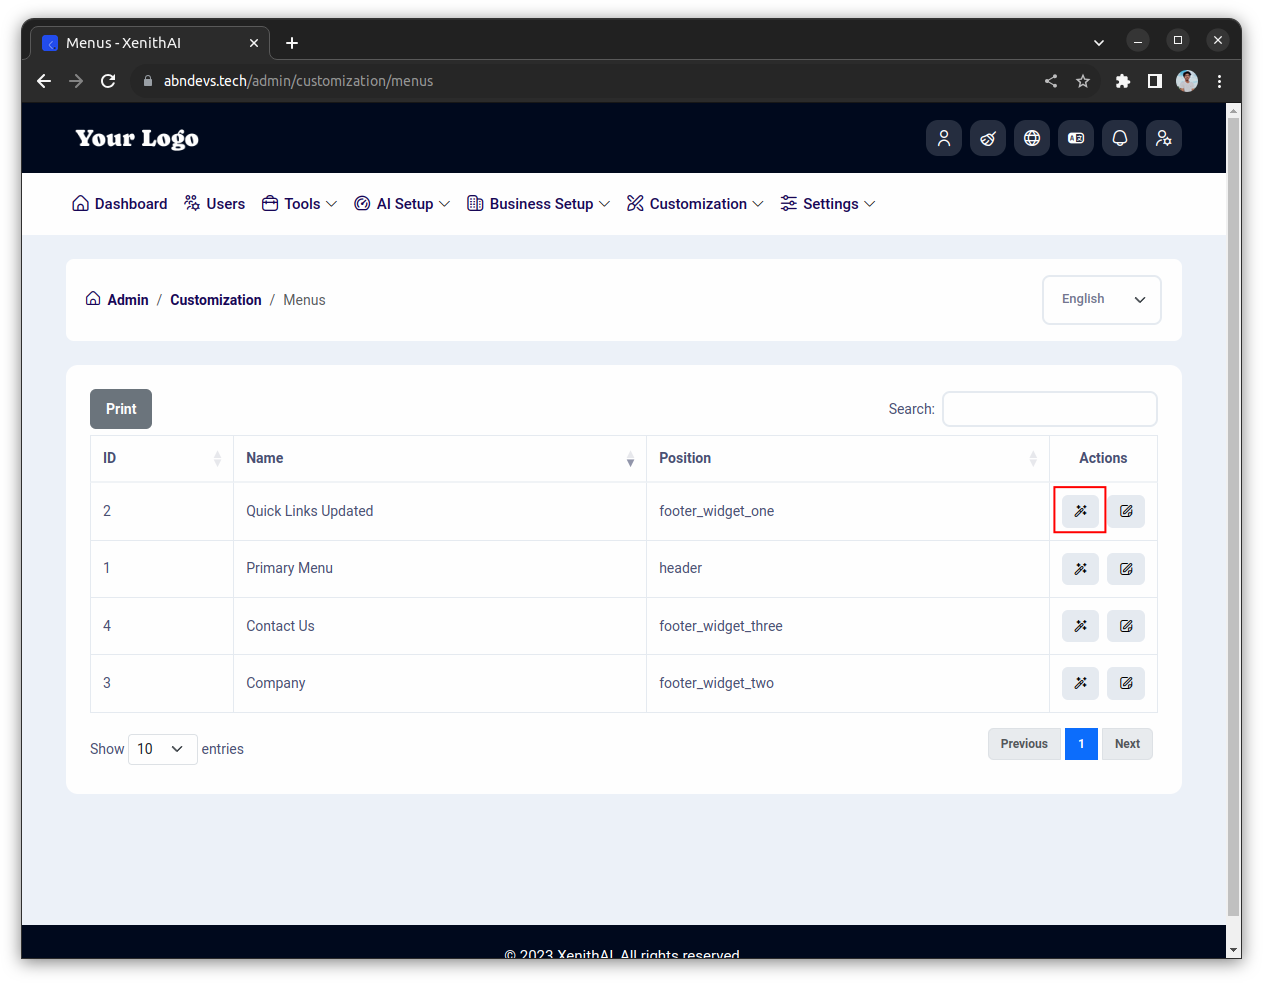 Menus - XenithAI
abndevs.tech/admin/customization/menus
Your Logo
Dashboard Users Tools AI Setup Business Setup Customization Settings
Admin / Customization / Menus
English
Print
Search:
ID Name Position Actions
2 Quick Links Updated footer_widget_one
1 Primary Menu header
4 Contact Us footer_widget_three
3 Company footer_widget_two
Show 10 entries
Previous 1 Next
© 2023 XenithAI. All rights reserved